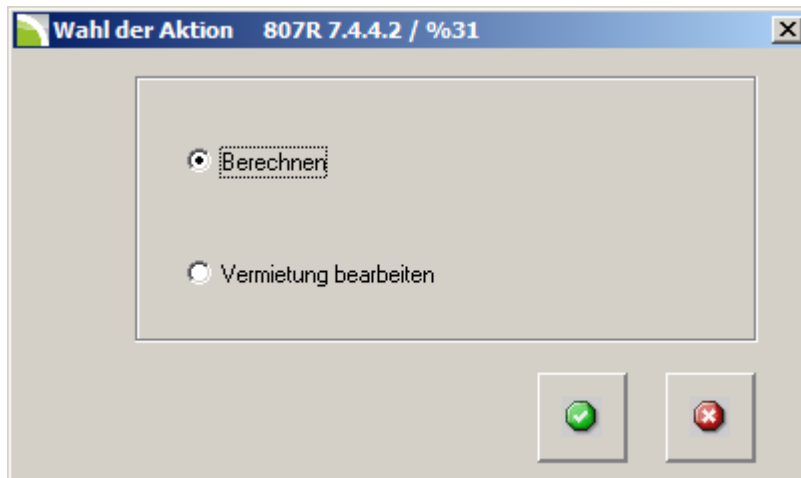 Wahl der Aktion 807R 7.4.4.2 / %31
Berechnen
Vermietung bearbeiten